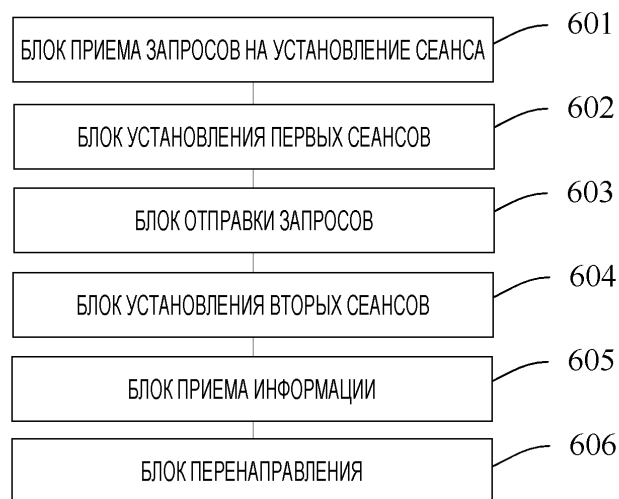 БЛОК ПРИЕМА ЗАПРОСОВ НА УСТАНОВЛЕНИЕ СЕАНСА
601
БЛОК УСТАНОВЛЕНИЯ ПЕРВЫХ СЕАНСОВ
602
БЛОК ОТПРАВКИ ЗАПРОСОВ
603
БЛОК УСТАНОВЛЕНИЯ ВТОРЫХ СЕАНСОВ
604
БЛОК ПРИЕМА ИНФОРМАЦИИ
605
БЛОК ПЕРЕНАПРАВЛЕНИЯ
606